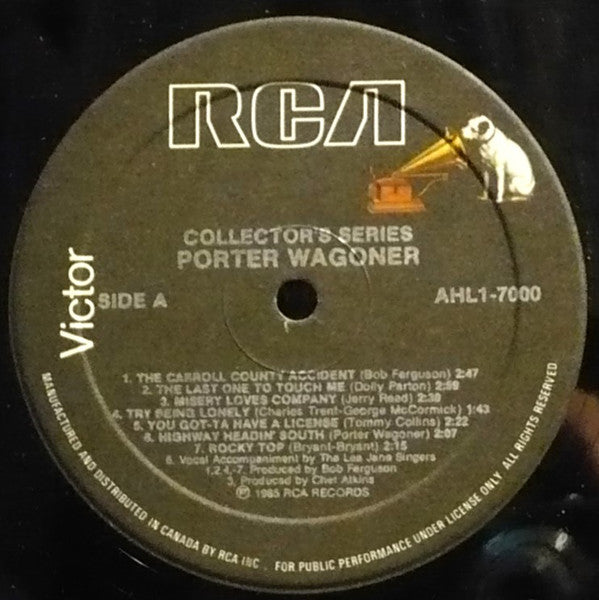 RCA
COLLECTOR'S SERIES
PORTER WAGONER
Victor
SIDE A
AHL1-7000
1. THE CARROLL COUNTY ACCIDENT (Bob Ferguson) 2:47
2. THE LAST ONE TO TOUCH ME (Dolly Parton) 2:59
3. MISERY LOVES COMPANY (Jerry Reed) 2:39
4. TRY BEING LONELY (Charles Trent-George McCormick) 1:43
5. YOU GOT-TA HAVE A LICENSE (Tommy Collins) 2:22
6. HIGHWAY HEADIN' SOUTH (Porter Wagoner) 2:07
7. ROCKY TOP (Bryant-Bryant) 2:15
6. Vocal Accompaniment by The Lea Jane Singers
1,2,4,-7. Produced by Bob Ferguson
3. Produced by Chet Atkins
℗ © 1985 RCA RECORDS
MANUFACTURED AND DISTRIBUTED IN CANADA BY RCA INC. FOR PUBLIC PERFORMANCE UNDER LICENSE ONLY ALL RIGHTS RESERVED